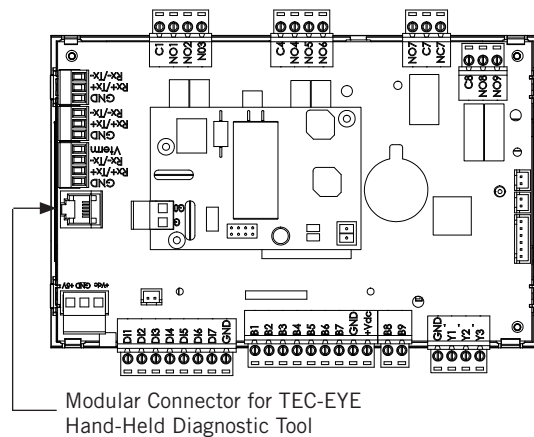 C1 NO1 NO2 N03
C4 NO4 NO5 NO6
NO7 C7 NC7
C8 NO8 NO9
Rx-/Tx-
Rx+/Tx+
GND
Rx-/Tx-
Rx+/Tx+
GND
VTerm
Rx-/Tx-
Rx+/Tx+
GND
G
G0
+Vdc GND +5V
DI1 DI2 DI3 DI4 DI5 DI6 DI7 GND
B1 B2 B3 B4 B5 B6 B7 GND +Vdc
B8 B9
GND Y1 Y2 Y3
Modular Connector for TEC-EYE
Hand-Held Diagnostic Tool